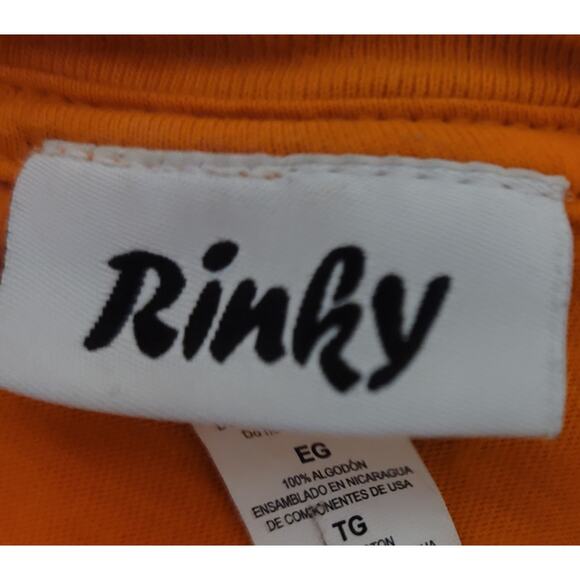 Rinky
EG
100% ALGODÓN
ENSAMBLADO EN NICARAGUA
DE COMPONENTES DE USA
TG